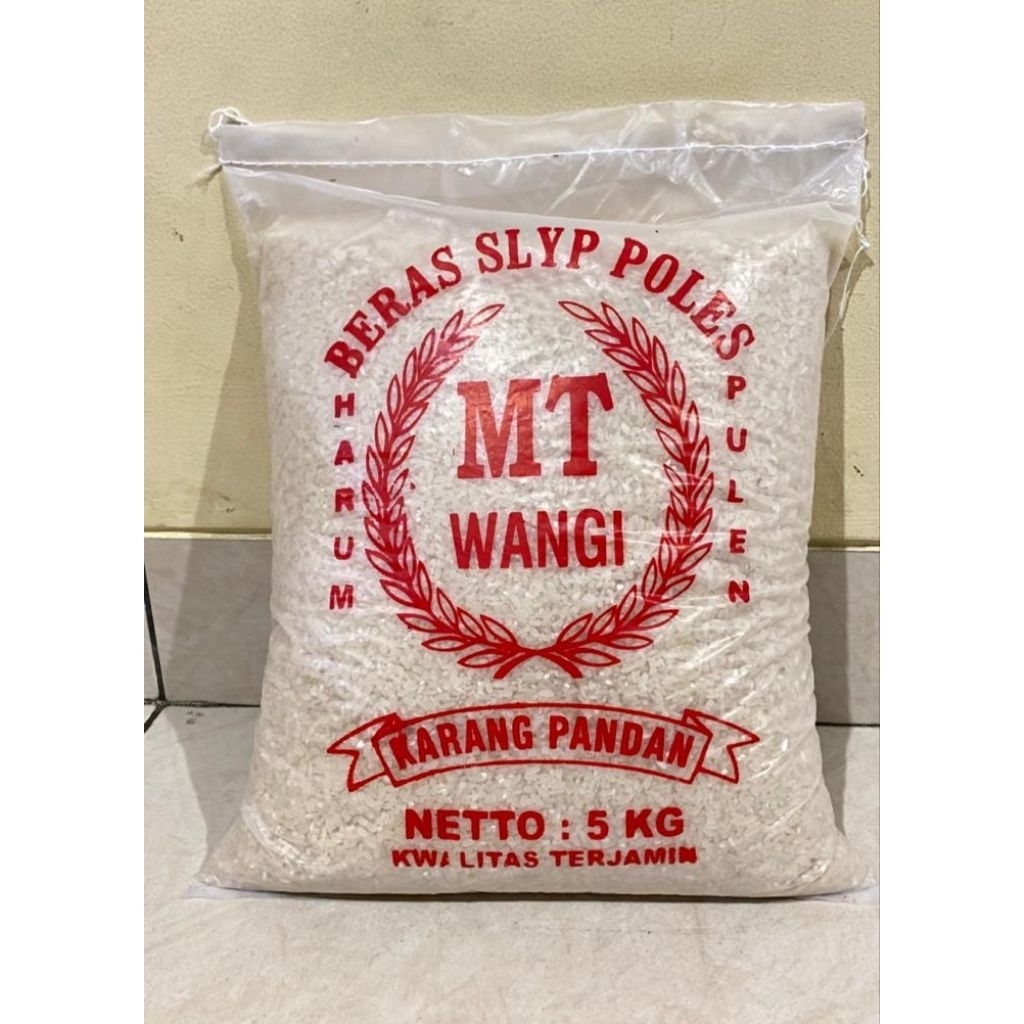 BERAS SLYP POLES
HARUM
MT
WANGI
PULEN
KARANG PANDAN
NETTO : 5 KG
KWALITAS TERJAMIN